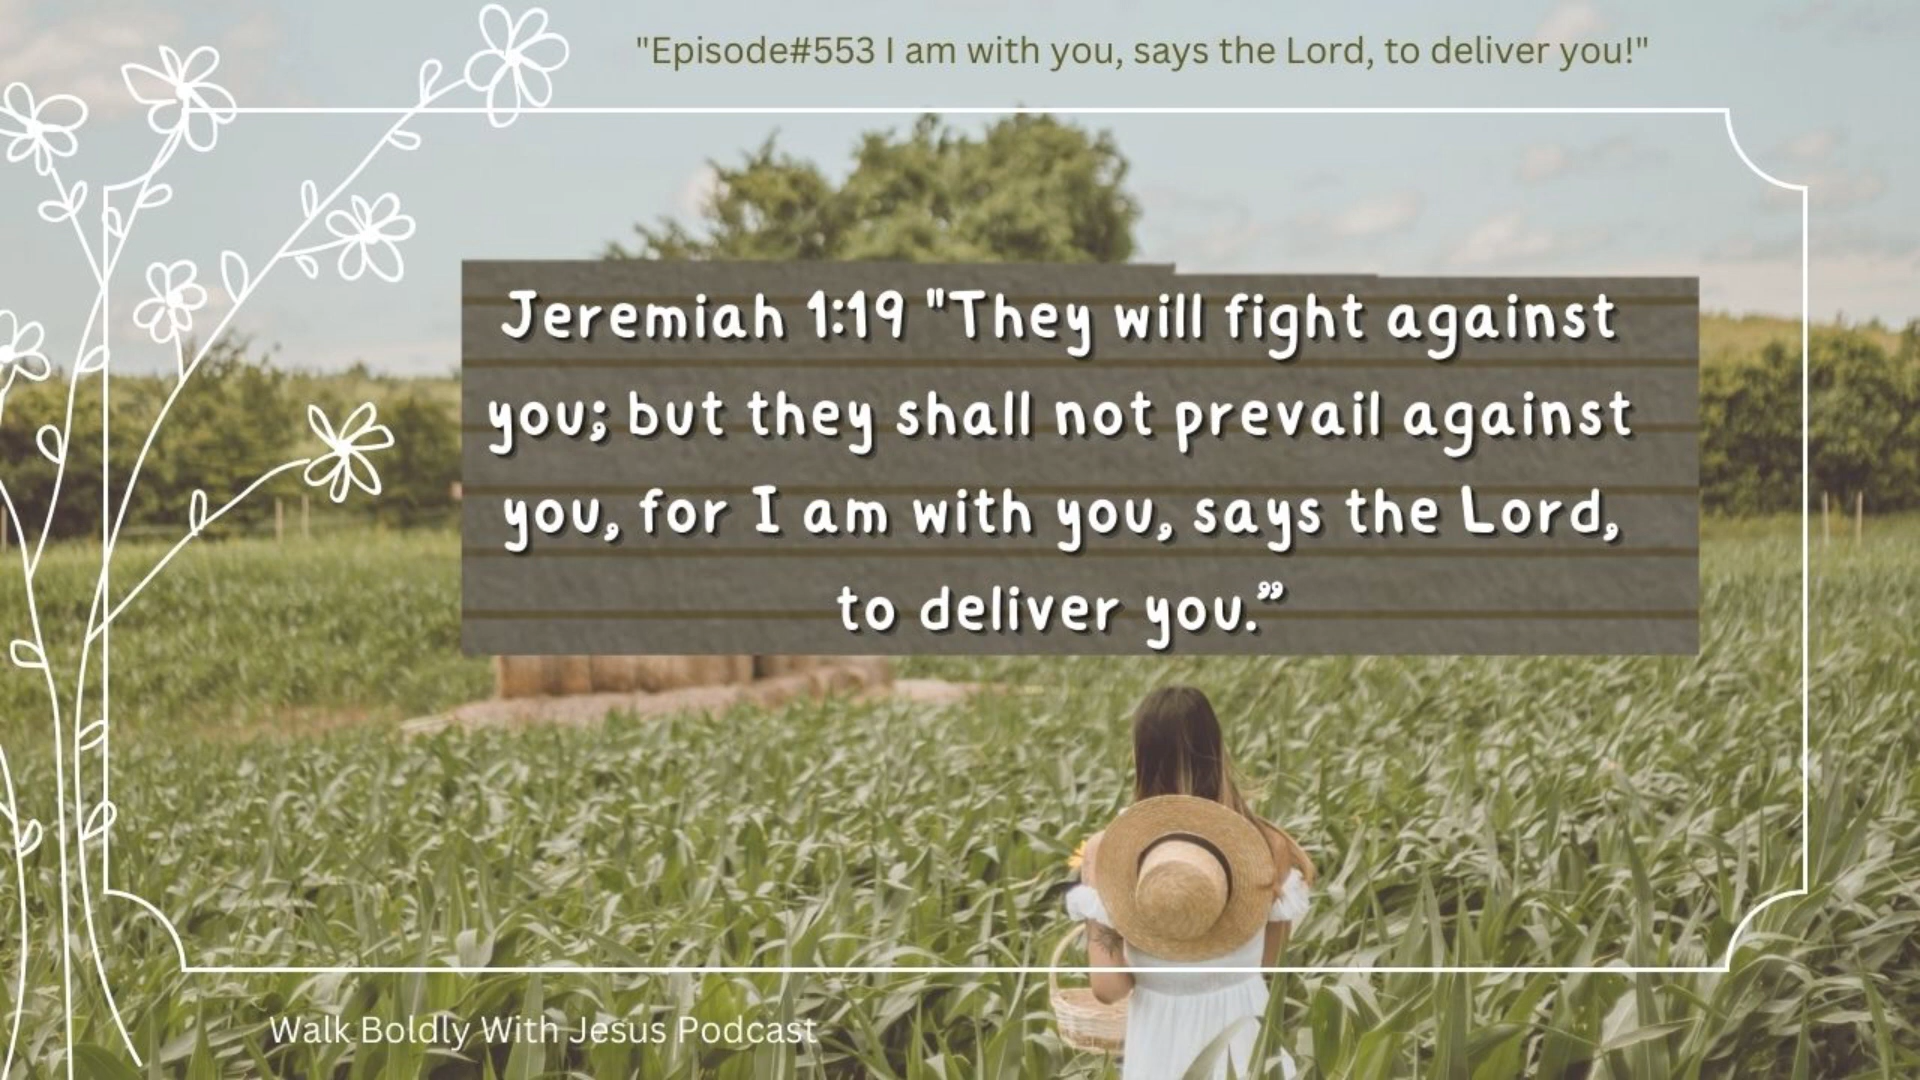 "Episode#553 I am with you, says the Lord, to deliver you!"
Jeremiah 1:19 "They will fight against
you; but they shall not prevail against
you, for I am with you, says the Lord,
to deliver you.”
Walk Boldly With Jesus Podcast